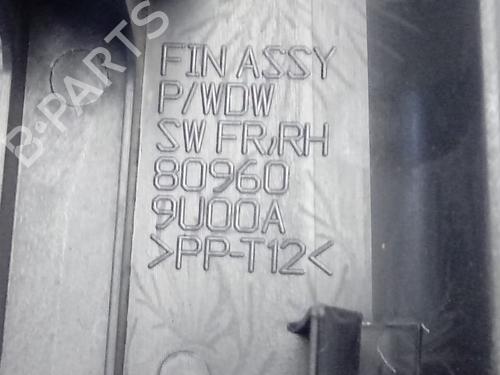 FIN ASSY
P/WDW
SW FR,RH
80960
9U00A
>PP-T12<
B-PARTS